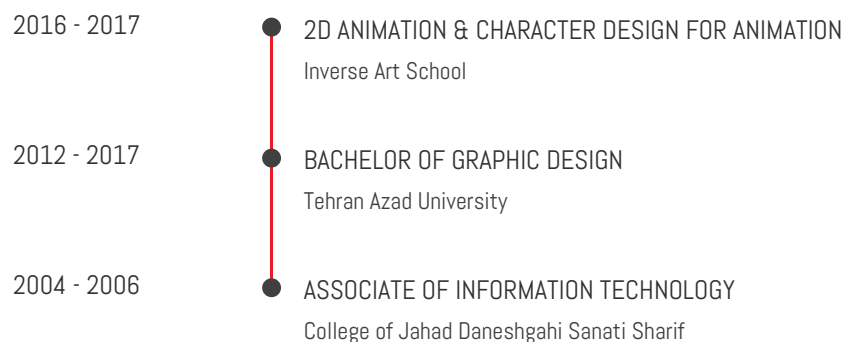 2016 - 2017
2D ANIMATION & CHARACTER DESIGN FOR ANIMATION
Inverse Art School
2012 - 2017
BACHELOR OF GRAPHIC DESIGN
Tehran Azad University
2004 - 2006
ASSOCIATE OF INFORMATION TECHNOLOGY
College of Jahad Daneshgahi Sanati Sharif